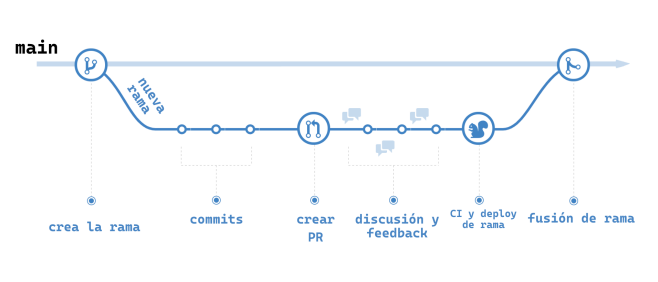 main
nueva
rama
crea la rama
commits
crear
PR
discusión y
feedback
CI y deploy
de rama
fusión de rama